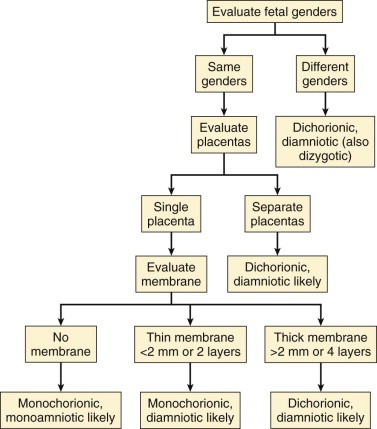 Evaluate fetal genders
Same
genders
Different
genders
Evaluate
placentas
Dichorionic,
diamniotic (also
dizygotic)
Single
placenta
Separate
placentas
Evaluate
membrane
Dichorionic,
diamniotic likely
No
membrane
Thin membrane
<2 mm or 2 layers
Thick membrane
>2 mm or 4 layers
Monochorionic,
monoamniotic likely
Monochorionic,
diamniotic likely
Dichorionic,
diamniotic likely